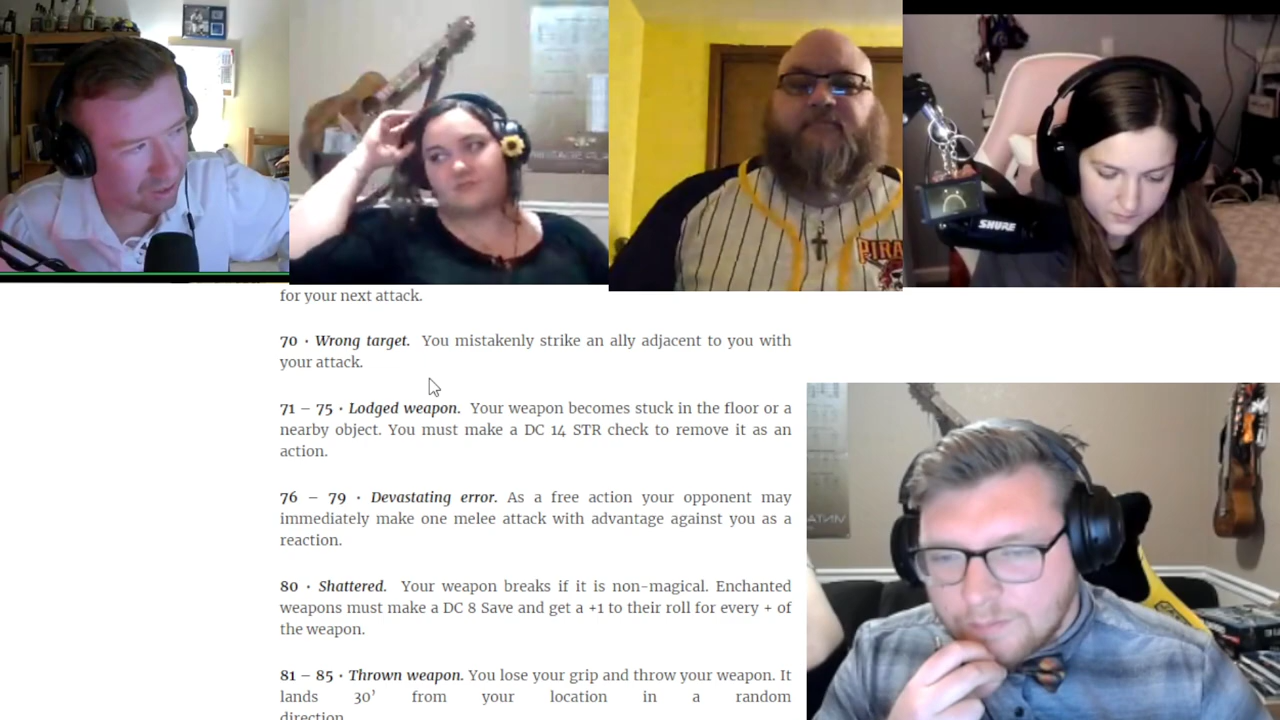 SHURE
PIRA
for your next attack.
70 · Wrong target. You mistakenly strike an ally adjacent to you with
your attack.
71 – 75 · Lodged weapon. Your weapon becomes stuck in the floor or a
nearby object. You must make a DC 14 STR check to remove it as an
action.
76 – 79 · Devastating error. As a free action your opponent may
immediately make one melee attack with advantage against you as a
reaction.
80 · Shattered. Your weapon breaks if it is non-magical. Enchanted
weapons must make a DC 8 Save and get a +1 to their roll for every + of
the weapon.
81 – 85 · Thrown weapon. You lose your grip and throw your weapon. It
lands 30’ from your location in a random
direction